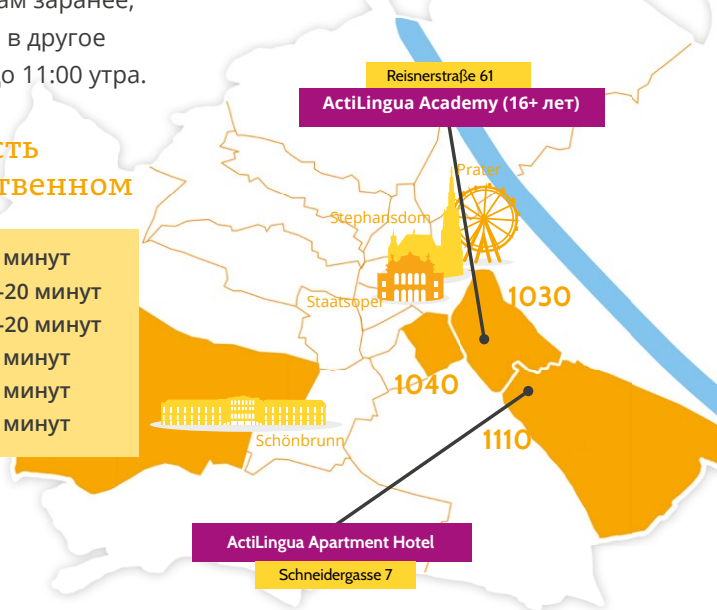 ам заранее,
в другое
до 11:00 утра.
сть
твенном
минут
-20 минут
-20 минут
минут
минут
минут
Reisnerstraße 61
ActiLingua Academy (16+ лет)
Prater
Stephansdom
Staatsoper
1030
1040
1110
Schönbrunn
ActiLingua Apartment Hotel
Schneidergasse 7